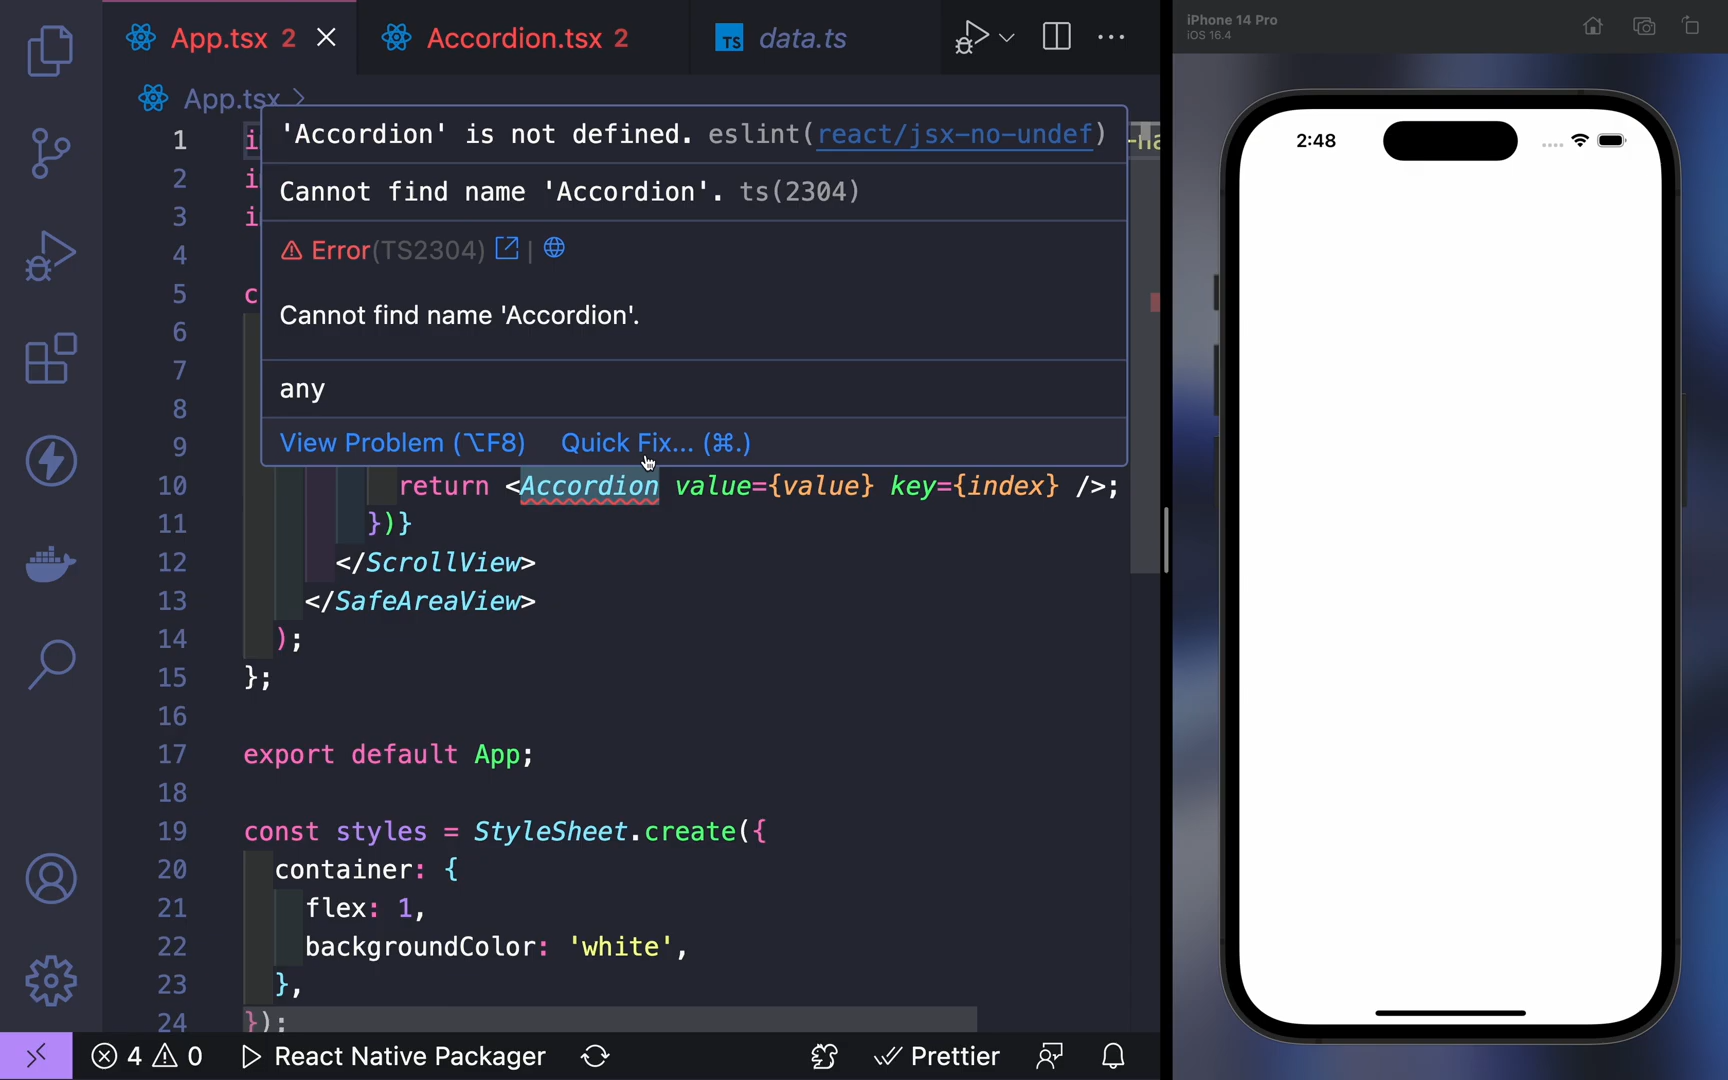 iPhone 14 Pro
iOS 16.4
App.tsx 2
Accordion.tsx 2
TS data.ts
App.tsx
'Accordion' is not defined. eslint(react/jsx-no-undef)
Cannot find name 'Accordion'. ts(2304)
Error(TS2304) |
Cannot find name 'Accordion'.
any
View Problem (⌥F8) Quick Fix... (⌘.)
1 i
2 i
3 i
4
5 c
6
7
8
9
10 return <Accordion value={value} key={index} />;
11 })}
12 </ScrollView>
13 </SafeAreaView>
14 );
15 };
16
17 export default App;
18
19 const styles = StyleSheet.create({
20 container: {
21 flex: 1,
22 backgroundColor: 'white',
23 },
24 });
4 0 React Native Packager Prettier
2:48